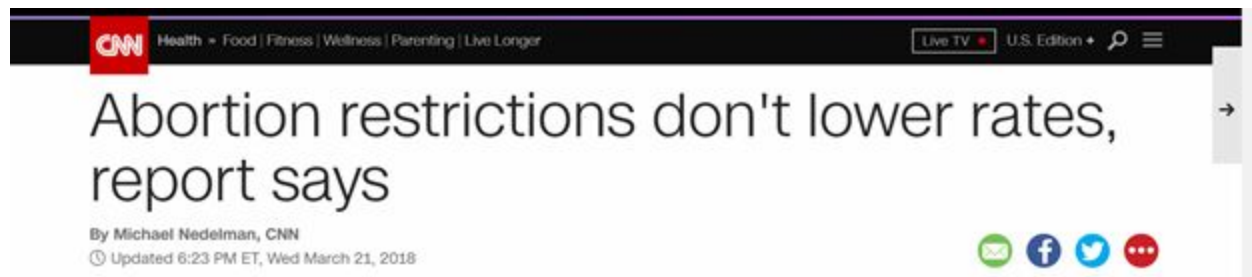 CNN Health » Food | Fitness | Wellness | Parenting | Live Longer Live TV • U.S. Edition +
Abortion restrictions don't lower rates,
report says
By Michael Nedelman, CNN
Updated 6:23 PM ET, Wed March 21, 2018